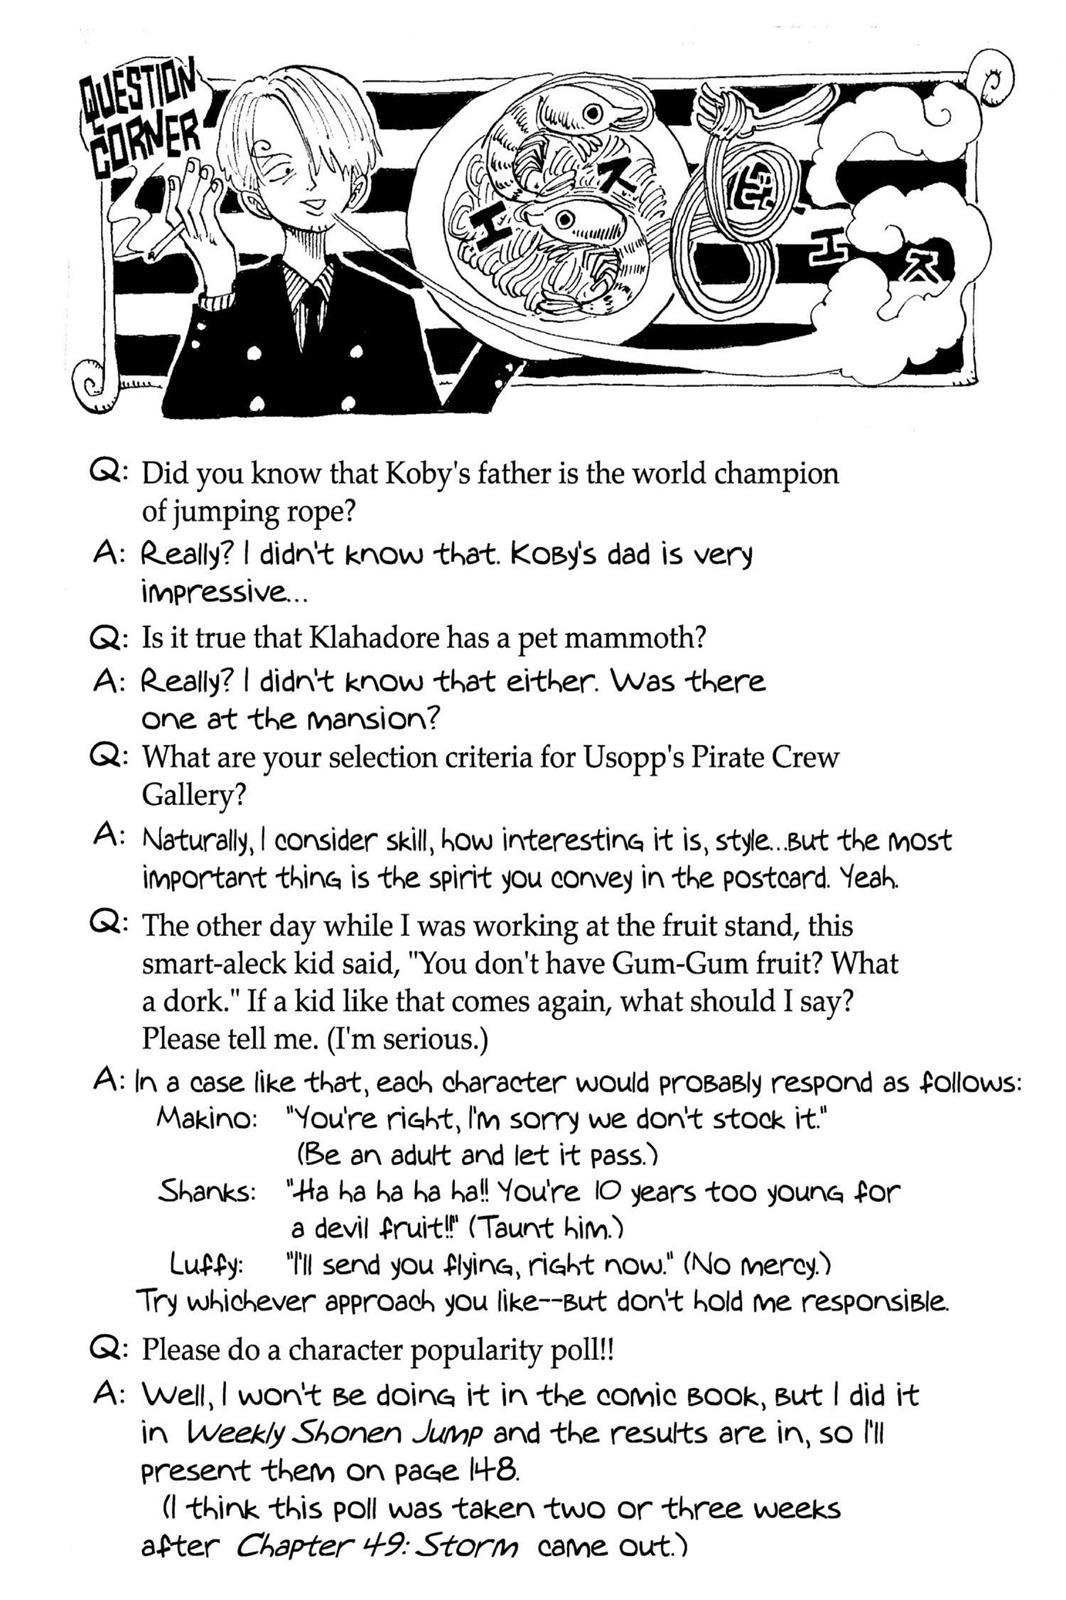 QUESTION
CORNER
エス
ビ
エス
Q: Did you know that Koby's father is the world champion
of jumping rope?
A: Really? I didn't know that. Koby's dad is very
impressive...
Q: Is it true that Klahadore has a pet mammoth?
A: Really? I didn't know that either. Was there
one at the mansion?
Q: What are your selection criteria for Usopp's Pirate Crew
Gallery?
A: Naturally, I consider skill, how interesting it is, style...But the most
important thing is the spirit you convey in the postcard. Yeah.
Q: The other day while I was working at the fruit stand, this
smart-aleck kid said, "You don't have Gum-Gum fruit? What
a dork." If a kid like that comes again, what should I say?
Please tell me. (I'm serious.)
A: In a case like that, each character would probably respond as follows:
Makino: "You're right, I'm sorry we don't stock it."
(Be an adult and let it pass.)
Shanks: "Ha ha ha ha ha!! You're 10 years too young for
a devil fruit!!" (Taunt him.)
Luffy: "I'll send you flying, right now." (No mercy.)
Try whichever approach you like--But don't hold me responsible.
Q: Please do a character popularity poll!!
A: Well, I won't be doing it in the comic book, but I did it
in Weekly Shonen Jump and the results are in, so I'll
present them on page 148.
(I think this poll was taken two or three weeks
after Chapter 49: Storm came out.)